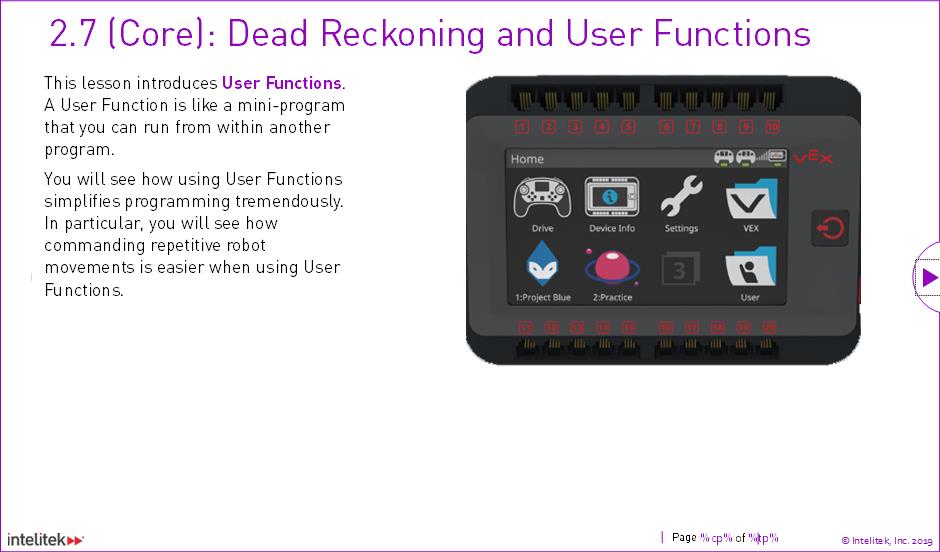 2.7 (Core): Dead Reckoning and User Functions
This lesson introduces User Functions.
A User Function is like a mini-program
that you can run from within another
program.
You will see how using User Functions
simplifies programming tremendously.
In particular, you will see how
commanding repetitive robot
movements is easier when using User
Functions.
1 2 3 4 5 6 7 8 9 10
Home
VEX
Drive Device Info Settings VEX
3
1:Project Blue 2:Practice User
11 12 13 14 15 16 17 18 19 20
intelitek
Page %cp% of %tp%
© Intelitek, Inc. 2019